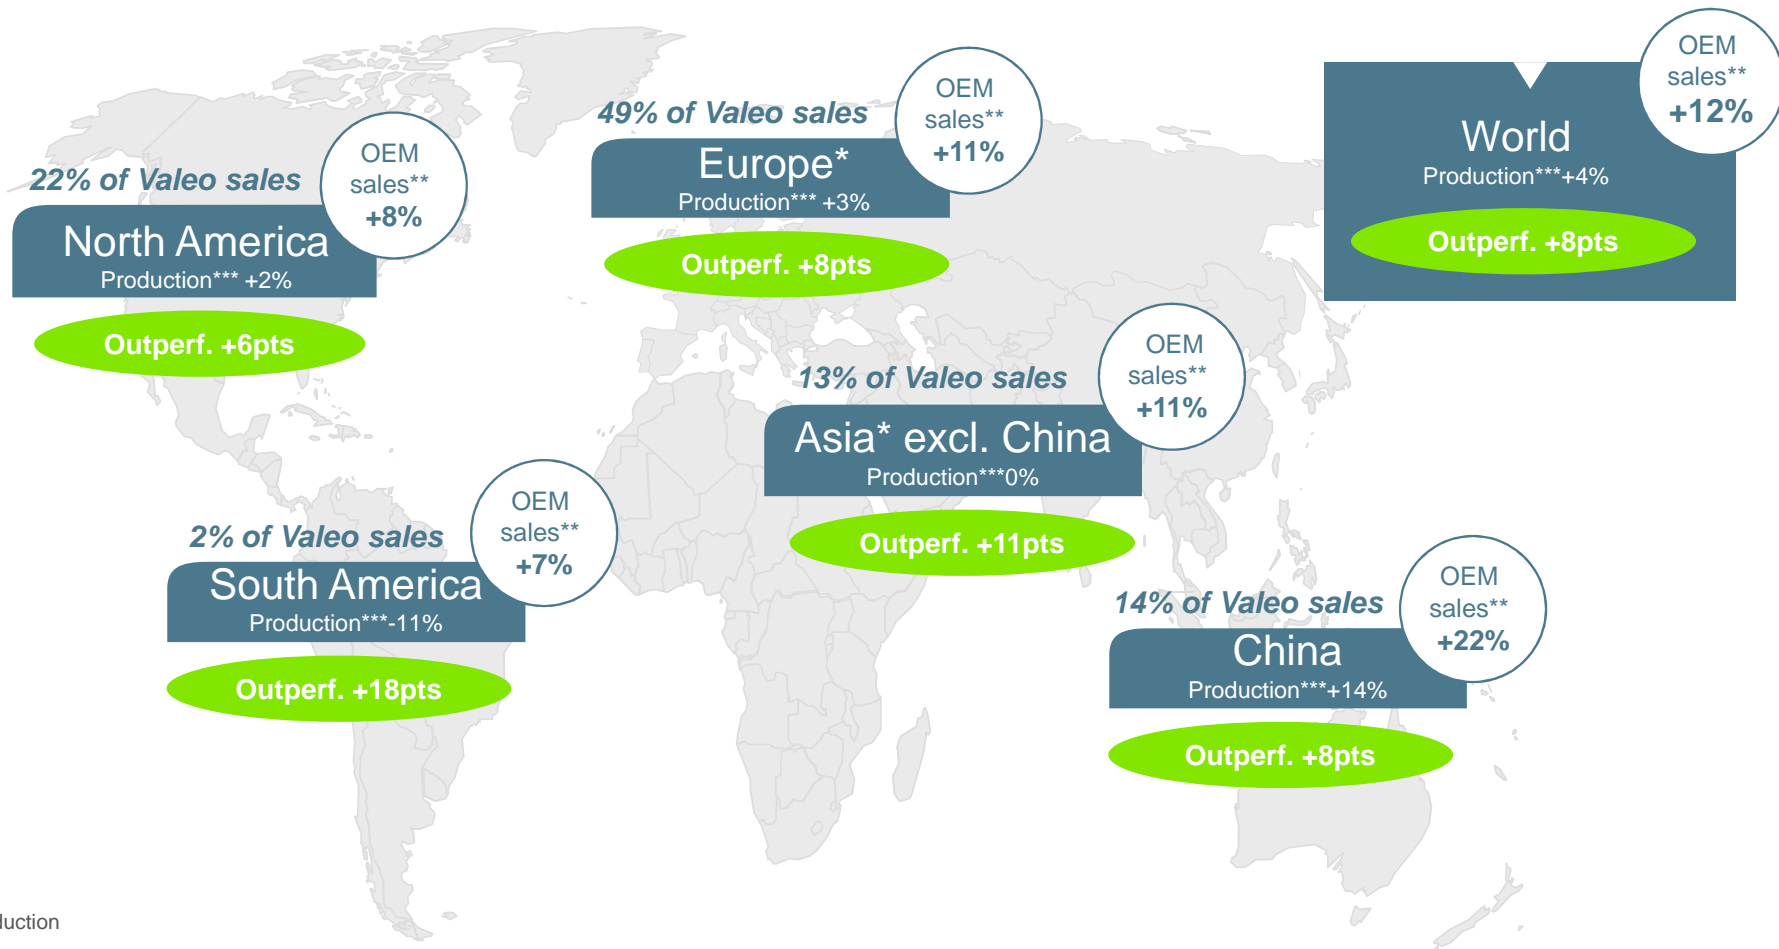 22% of Valeo sales
OEM
sales**
+8%
North America
Production*** +2%
Outperf. +6pts
49% of Valeo sales
OEM
sales**
+11%
Europe*
Production*** +3%
Outperf. +8pts
OEM
sales**
+12%
World
Production***+4%
Outperf. +8pts
13% of Valeo sales
OEM
sales**
+11%
Asia* excl. China
Production***0%
Outperf. +11pts
2% of Valeo sales
OEM
sales**
+7%
South America
Production***-11%
Outperf. +18pts
14% of Valeo sales
OEM
sales**
+22%
China
Production***+14%
Outperf. +8pts